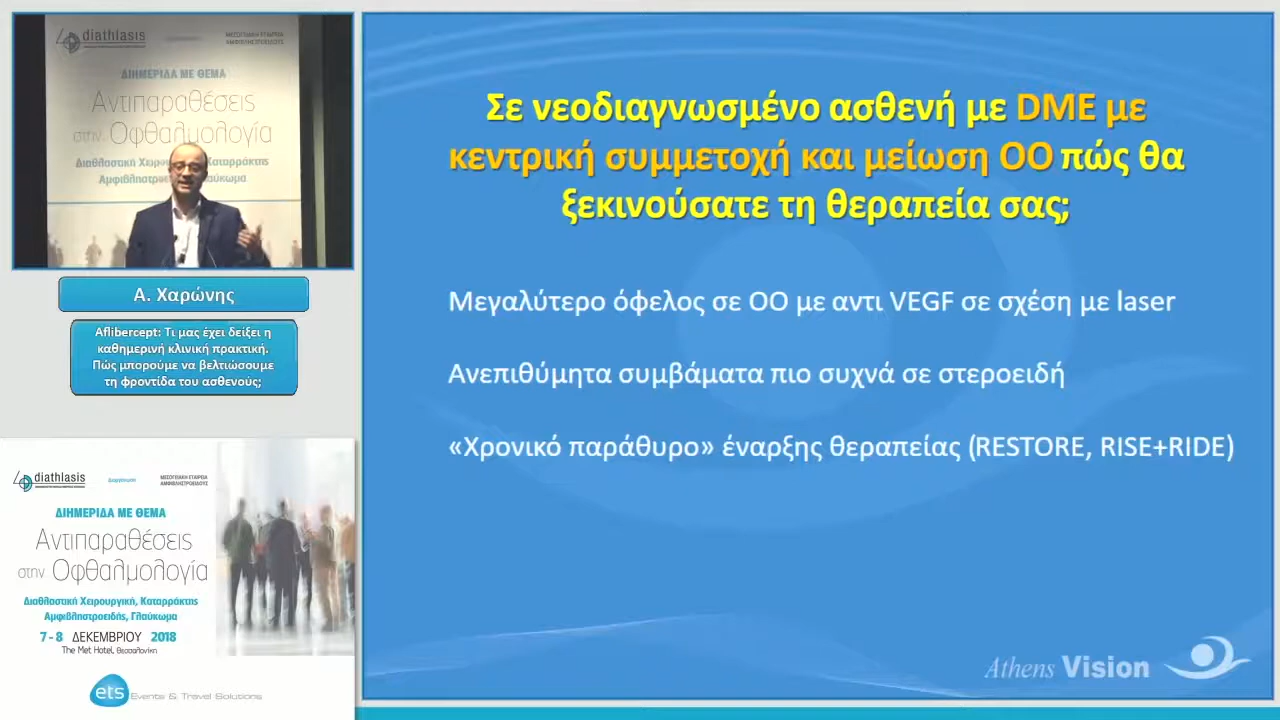 diathlasis
ΜΕΣΟΓΕΙΑΚΗ ΕΤΑΙΡΕΙΑ
ΑΜΦΙΒΛΗΣΤΡΟΕΙΔΟΥΣ
ΔΙΗΜΕΡΙΔΑ ΜΕ ΘΕΜΑ
Αντιπαραθέσεις
στην Οφθαλμολογία
Α. Χαρώνης
Aflibercept: Τι μας έχει δείξει η
καθημερινή κλινική πρακτική.
Πώς μπορούμε να βελτιώσουμε
τη φροντίδα του ασθενούς;
diathlasis
Διοργάνωση
ΜΕΣΟΓΕΙΑΚΗ ΕΤΑΙΡΕΙΑ
ΑΜΦΙΒΛΗΣΤΡΟΕΙΔΟΥΣ
ΔΙΗΜΕΡΙΔΑ ΜΕ ΘΕΜΑ
Αντιπαραθέσεις
στην Οφθαλμολογία
Διαθλαστική Χειρουργική, Καταρράκτης
Αμφιβληστροειδής, Γλαύκωμα
7-8 ΔΕΚΕΜΒΡΙΟΥ 2018
The Met Hotel, Θεσσαλονίκη
ets Events & Travel Solutions
Σε νεοδιαγνωσμένο ασθενή με DME με
κεντρική συμμετοχή και μείωση ΟΟ πώς θα
ξεκινούσατε τη θεραπεία σας;
Μεγαλύτερο όφελος σε ΟΟ με αντι VEGF σε σχέση με laser
Ανεπιθύμητα συμβάματα πιο συχνά σε στεροειδή
«Χρονικό παράθυρο» έναρξης θεραπείας (RESTORE, RISE+RIDE)
Athens Vision